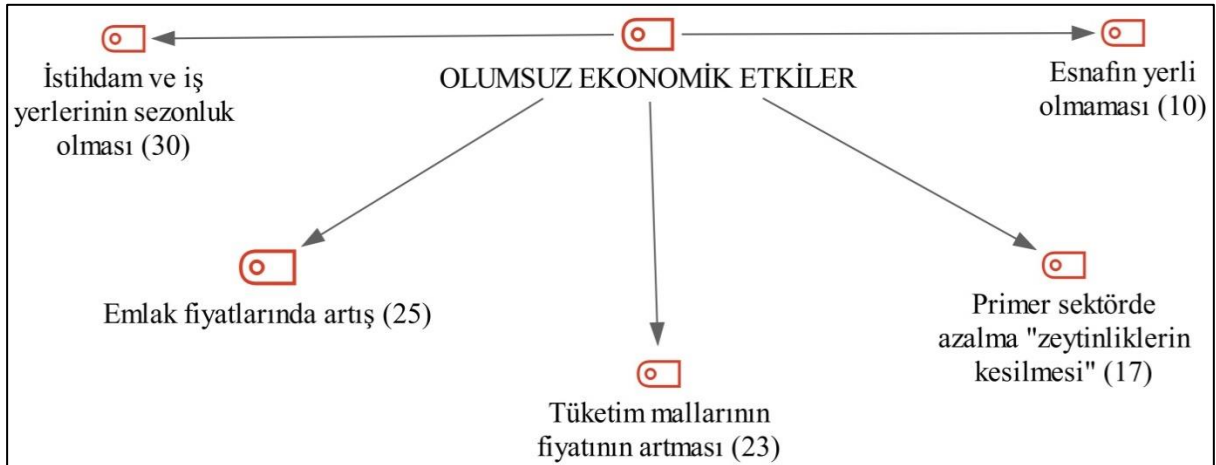 OLUMSUZ EKONOMİK ETKİLER
İstihdam ve iş
yerlerinin sezonluk
olması (30)
Esnafın yerli
olmaması (10)
Emlak fiyatlarında artış (25)
Primer sektörde
azalma "zeytinliklerin
kesilmesi" (17)
Tüketim mallarının
fiyatının artması (23)